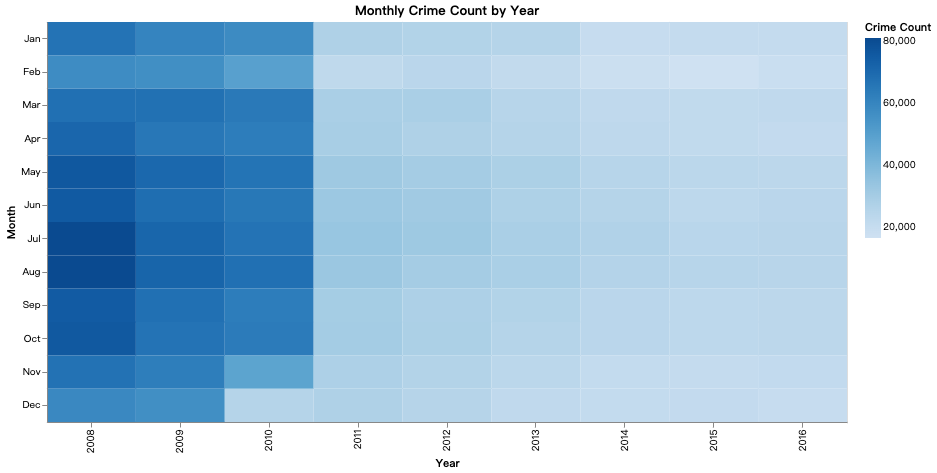 Monthly Crime Count by Year
Crime Count
80,000
60,000
40,000
20,000
Month
Jan
Feb
Mar
Apr
May
Jun
Jul
Aug
Sep
Oct
Nov
Dec
2008
2009
2010
2011
2012
2013
2014
2015
2016
Year